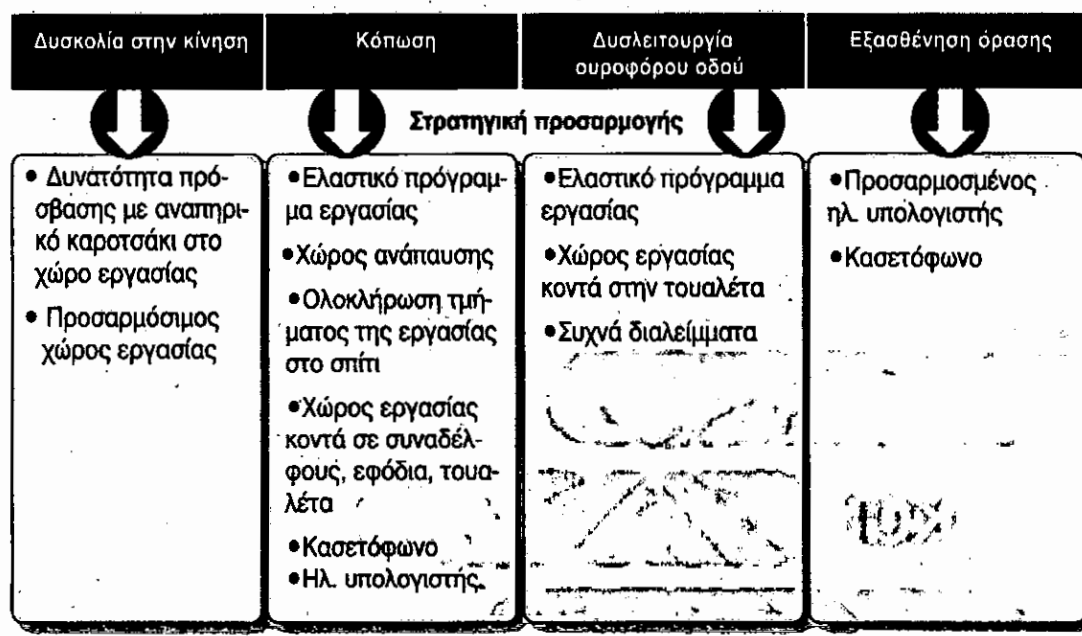 Δυσκολία στην κίνηση
Κόπωση
Δυσλειτουργία
ουροφόρου οδού
Εξασθένηση όρασης
Στρατηγική προσαρμογής
• Δυνατότητα πρό-
σβασης με αναπηρι-
κό καροτσάκι στο
χώρο εργασίας
• Προσαρμόσιμος
χώρος εργασίας
•Ελαστικό πρόγραμ-
μα εργασίας
•Χώρος ανάπαυσης
•Ολοκλήρωση τμή-
ματος της εργασίας
στο σπίτι
•Χώρος εργασίας
κοντά σε συναδέλ-
φους, εφόδια, τουα-
λέτα
•Κασετόφωνο
•Ηλ. υπολογιστής.
•Ελαστικό πρόγραμμα
εργασίας
•Χώρος εργασίας
κοντά στην τουαλέτα
•Συχνά διαλείμματα
•Προσαρμοσμένος
ηλ. υπολογιστής
•Κασετόφωνο